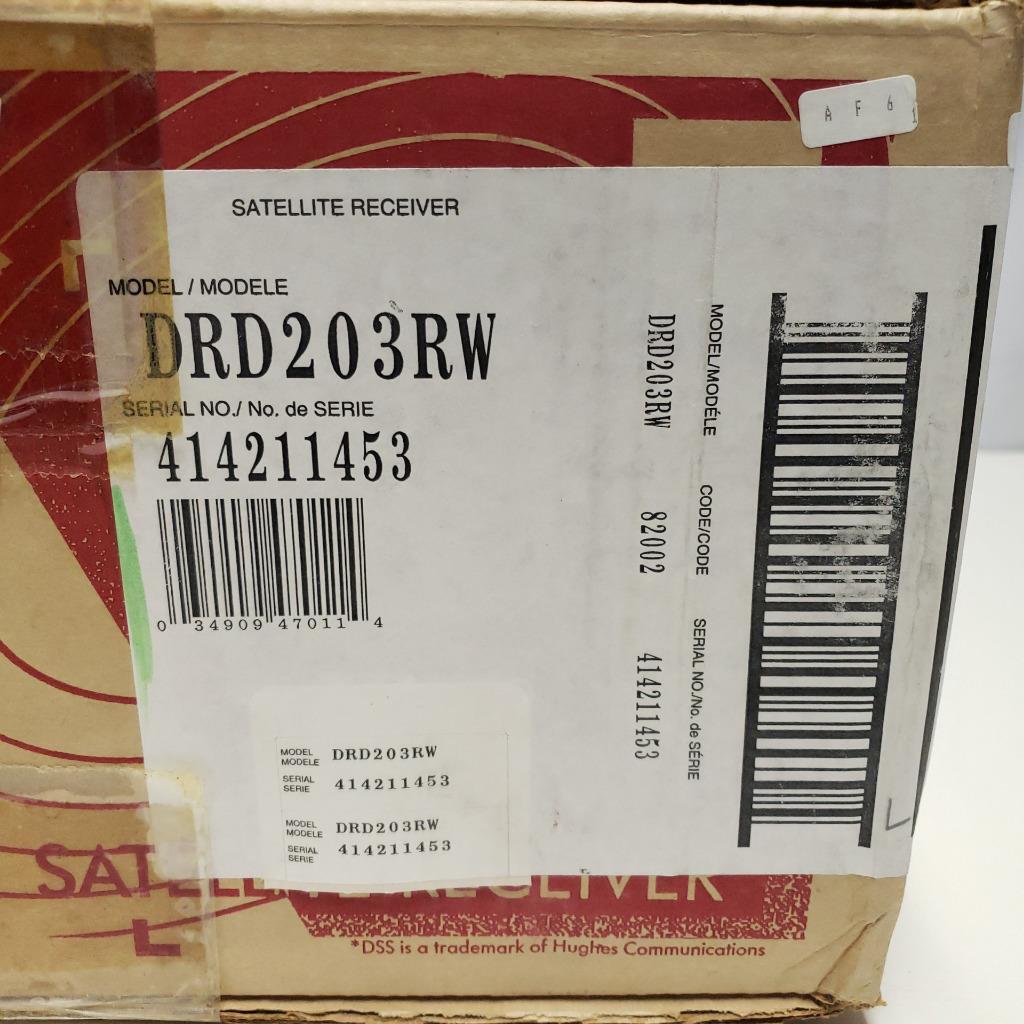 A F 6 1
SATELLITE RECEIVER
MODEL / MODELE
DRD203RW
SERIAL NO./ No. de SERIE
414211453
0 34909 47011 4
MODEL/MODÉLE CODE/CODE SERIAL NO./No. de SÉRIE
DRD203RW 82002 414211453
MODEL
MODELE DRD203RW
SERIAL
SERIE 414211453
MODEL
MODELE DRD203RW
SERIAL
SERIE 414211453
SATELLITE RECEIVER
*DSS is a trademark of Hughes Communications